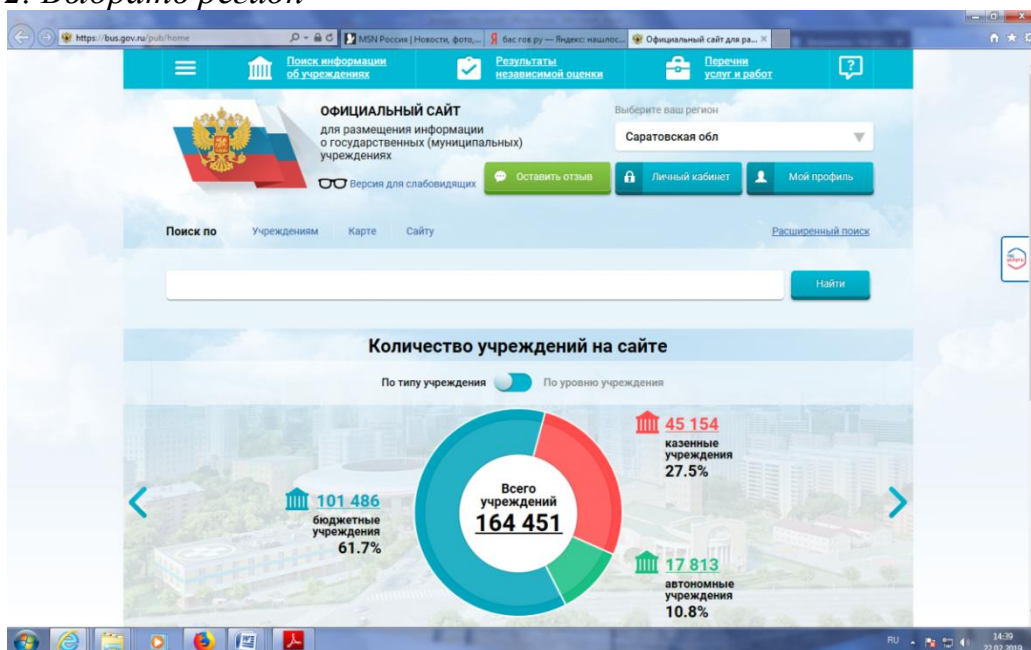 2. Выбрать регион
https://bus.gov.ru/pub/home
MSN Россия | Новости, фото,...
бас гов ру — Яндекс: нашлос...
Официальный сайт для ра...
Поиск информации
об учреждениях
Результаты
независимой оценки
Перечни
услуг и работ
ОФИЦИАЛЬНЫЙ САЙТ
для размещения информации
о государственных (муниципальных)
учреждениях
Версия для слабовидящих
Выберите ваш регион
Саратовская обл
Оставить отзыв
Личный кабинет
Мой профиль
Поиск по Учреждениям Карте Сайту Расширенный поиск
Найти
Количество учреждений на сайте
По типу учреждения По уровню учреждения
45 154
казенные
учреждения
27.5%
101 486
бюджетные
учреждения
61.7%
Всего
учреждений
164 451
17 813
автономные
учреждения
10.8%
RU
14:39
22.02.2019